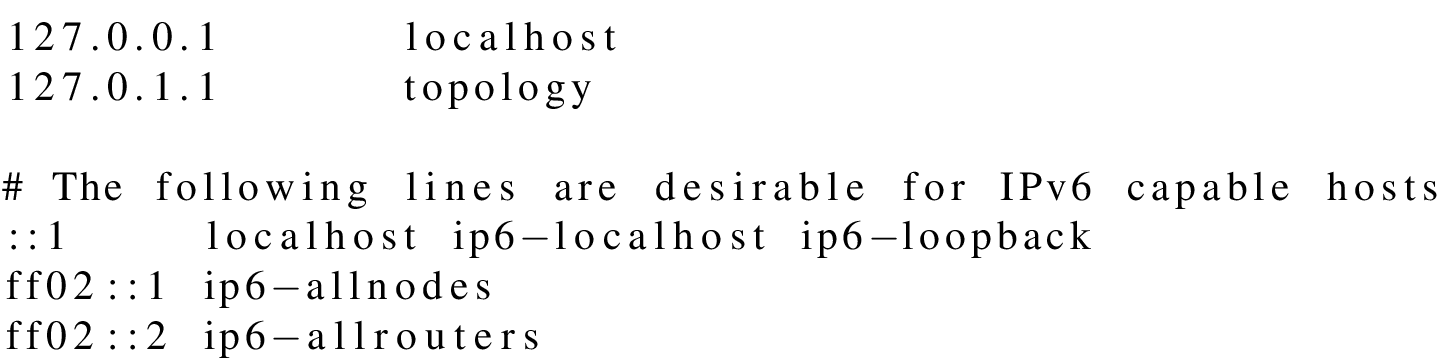 127.0.0.1 localhost
127.0.1.1 topology
# The following lines are desirable for IPv6 capable hosts
::1 localhost ip6−localhost ip6−loopback
ff02::1 ip6−allnodes
ff02::2 ip6−allrouters